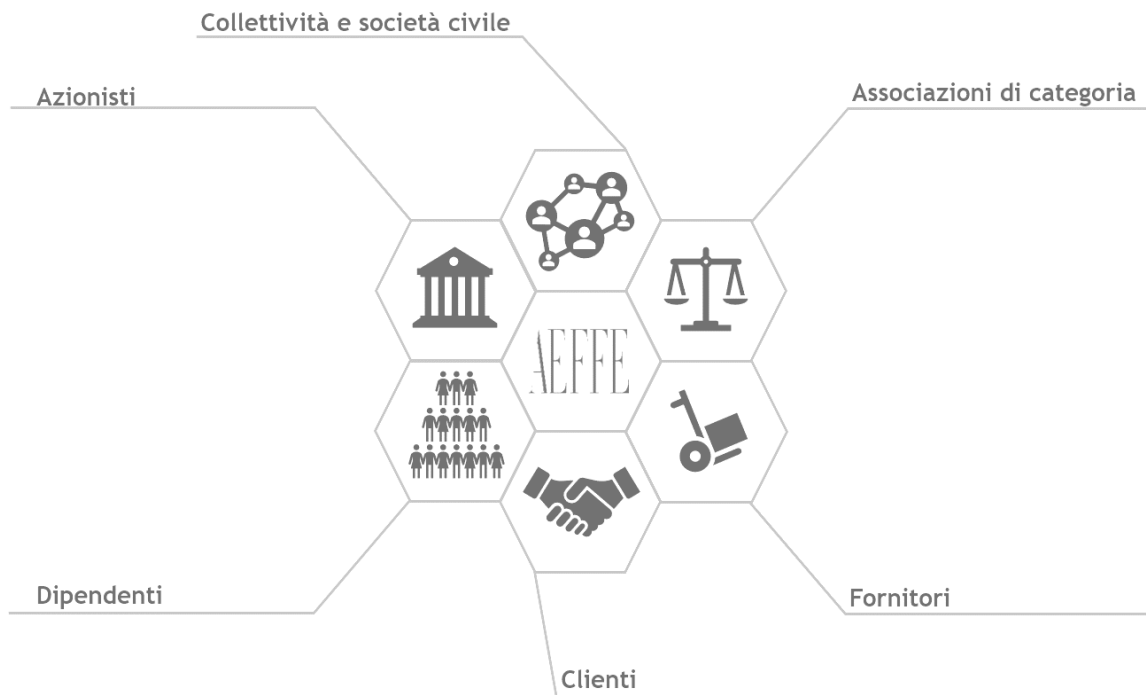 Collettività e società civile
Azionisti
Associazioni di categoria
AEFFE
Dipendenti
Fornitori
Clienti